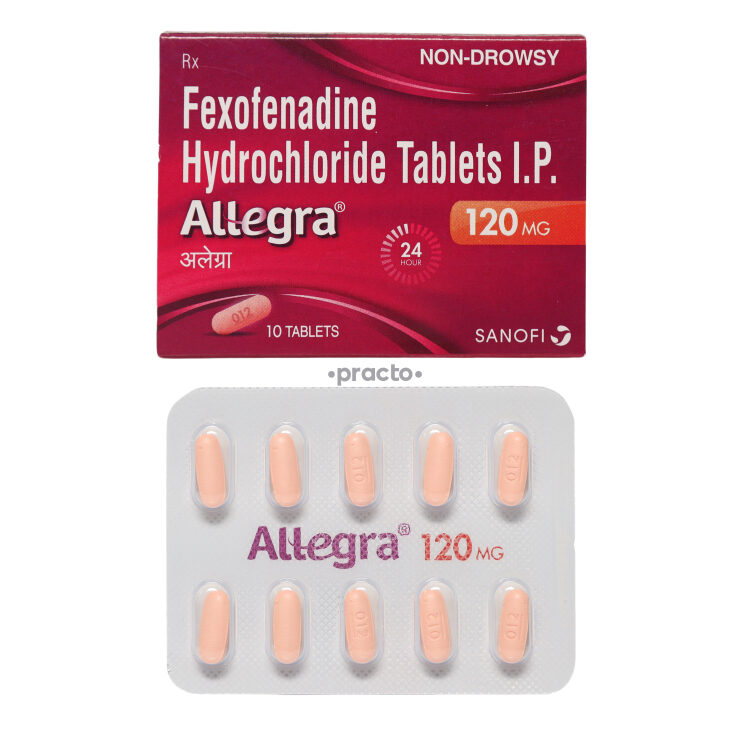 Rx
NON-DROWSY
Fexofenadine
Hydrochloride Tablets I.P.
Allegra®
120 MG
अलेग्रा
24
HOUR
012
10 TABLETS
SANOFI
•practo•
012
012
Allegra® 120 MG
012
012
012